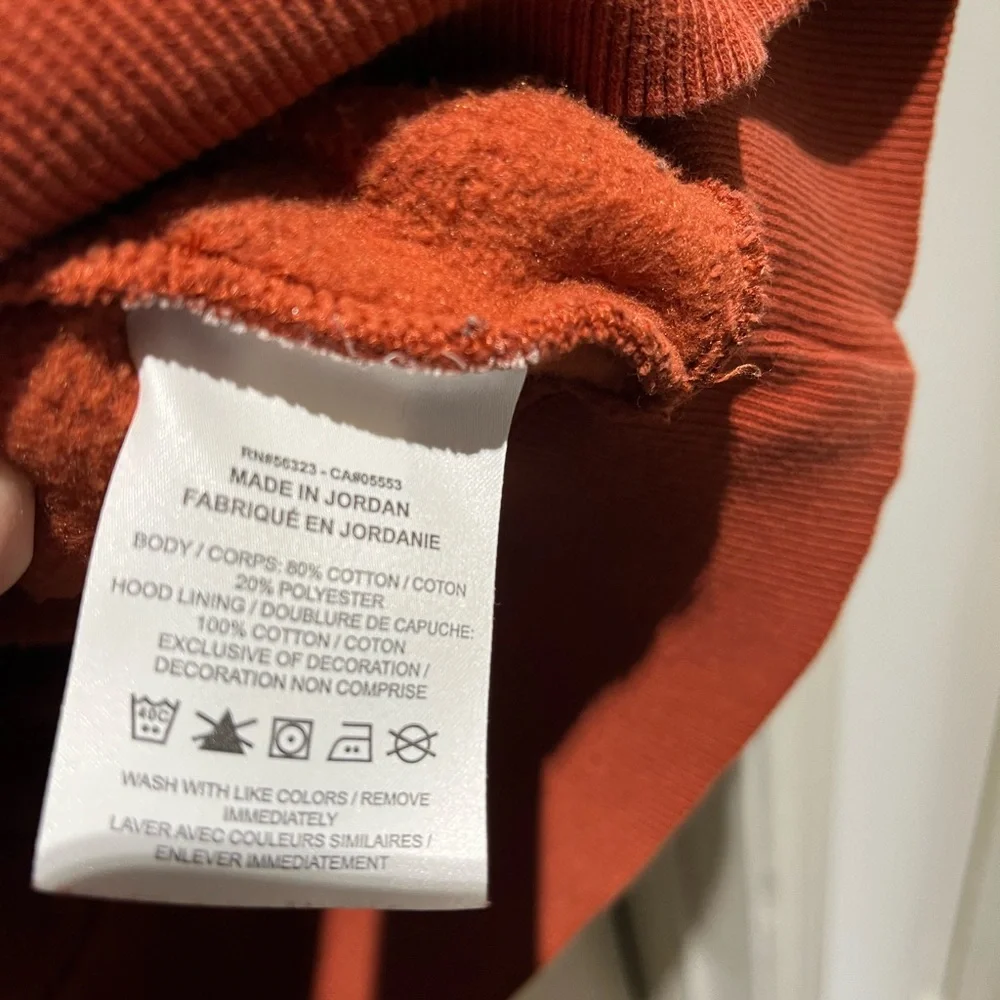 RN#56323 - CA#05553
MADE IN JORDAN
FABRIQUÉ EN JORDANIE
BODY / CORPS: 80% COTTON / COTON
20% POLYESTER
HOOD LINING / DOUBLURE DE CAPUCHE:
100% COTTON / COTON
EXCLUSIVE OF DECORATION /
DECORATION NON COMPRISE
40C
WASH WITH LIKE COLORS / REMOVE
IMMEDIATELY
LAVER AVEC COULEURS SIMILAIRES /
ENLEVER IMMEDIATEMENT